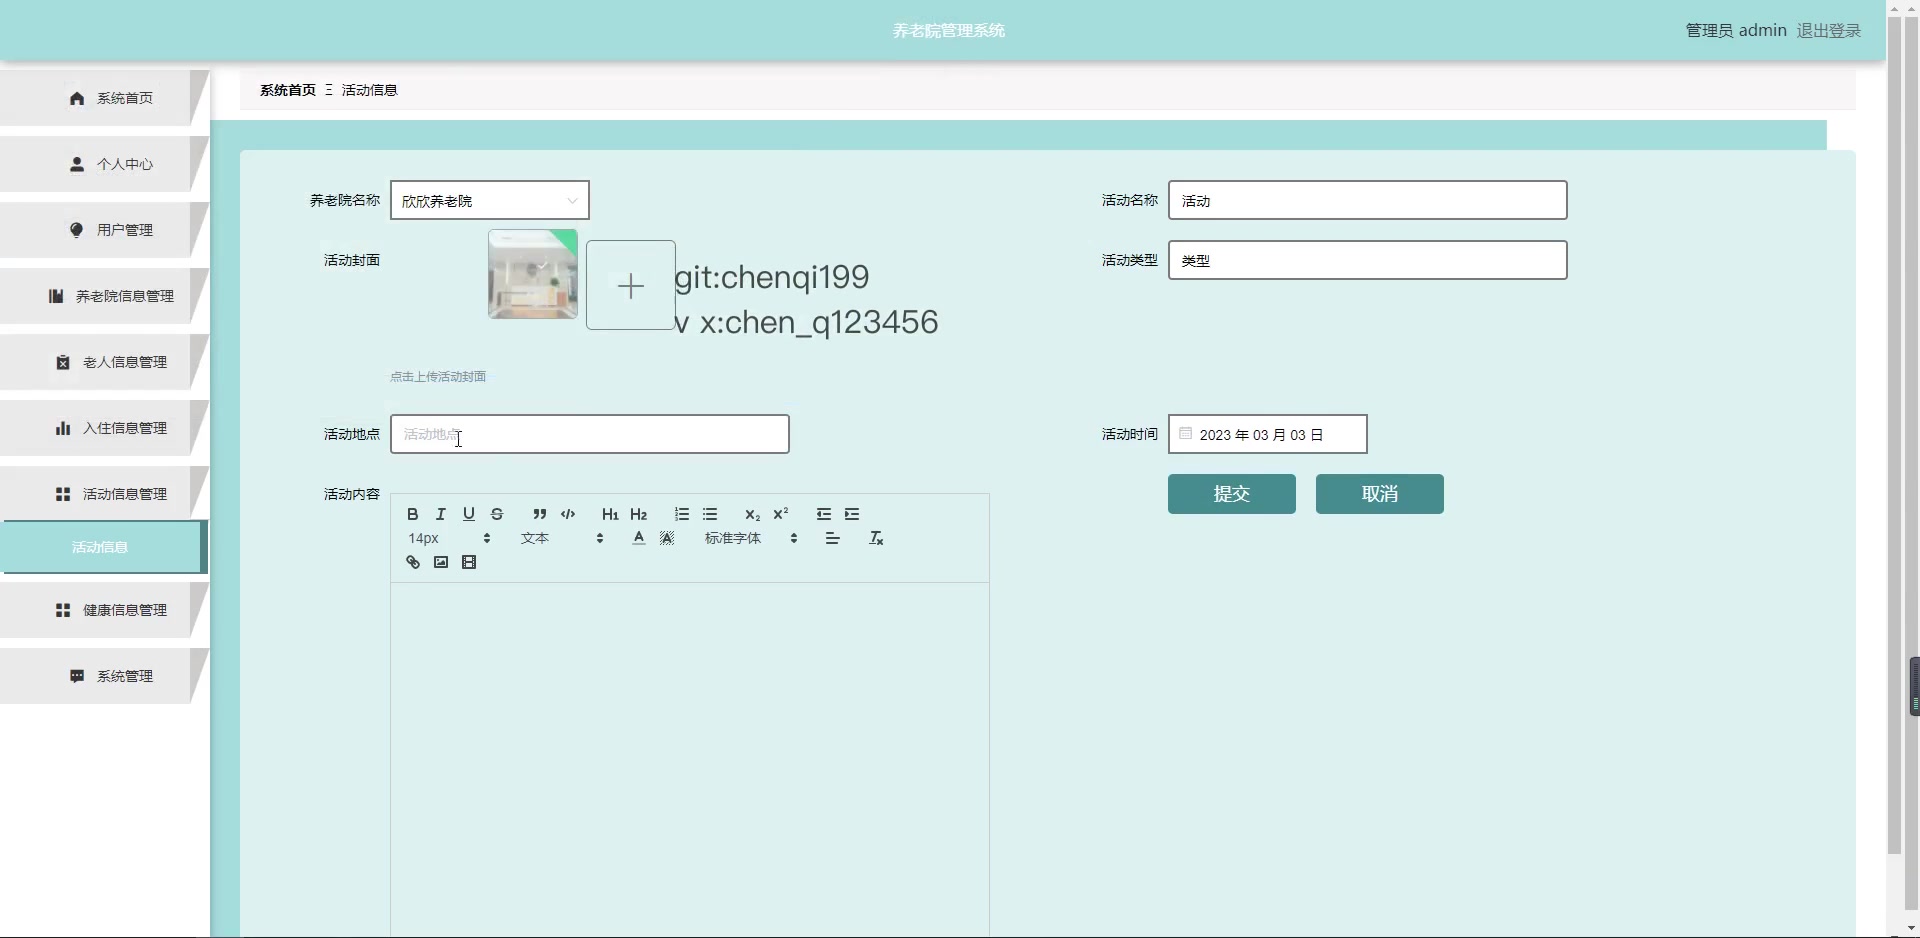 养老院管理系统
管理员 admin 退出登录
系统首页 Ξ 活动信息
系统首页
个人中心
用户管理
养老院信息管理
老人信息管理
入住信息管理
活动信息管理
活动信息
健康信息管理
系统管理
养老院名称 欣欣养老院
活动名称 活动
活动封面
git:chenqi199
v x:chen_q123456
点击上传活动封面
活动类型 类型
活动地点 活动地点
活动时间 2023 年 03 月 03 日
提交 取消
活动内容
B I U S H1 H2 X2 X2
14px 文本 A A 标准字体 Tx